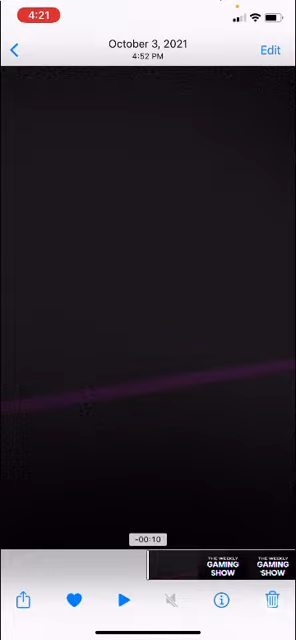 4:21
October 3, 2021
4:52 PM
Edit
-00:10
THE WEEKLY
GAMING
SHOW
THE WEEKLY
GAMING
SHOW